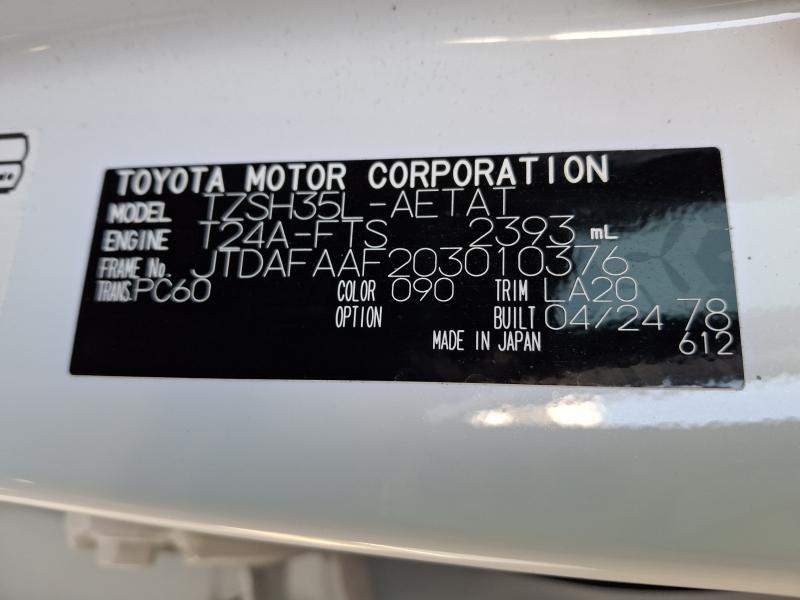 TOYOTA MOTOR CORPORATION
MODEL TZSH35L-AETAT
ENGINE T24A-FTS 2393 mL
FRAME No. JTDAFAAF203010376
TRANS. PC60 COLOR 090 TRIM LA20
OPTION BUILT 04/24 78
MADE IN JAPAN 612